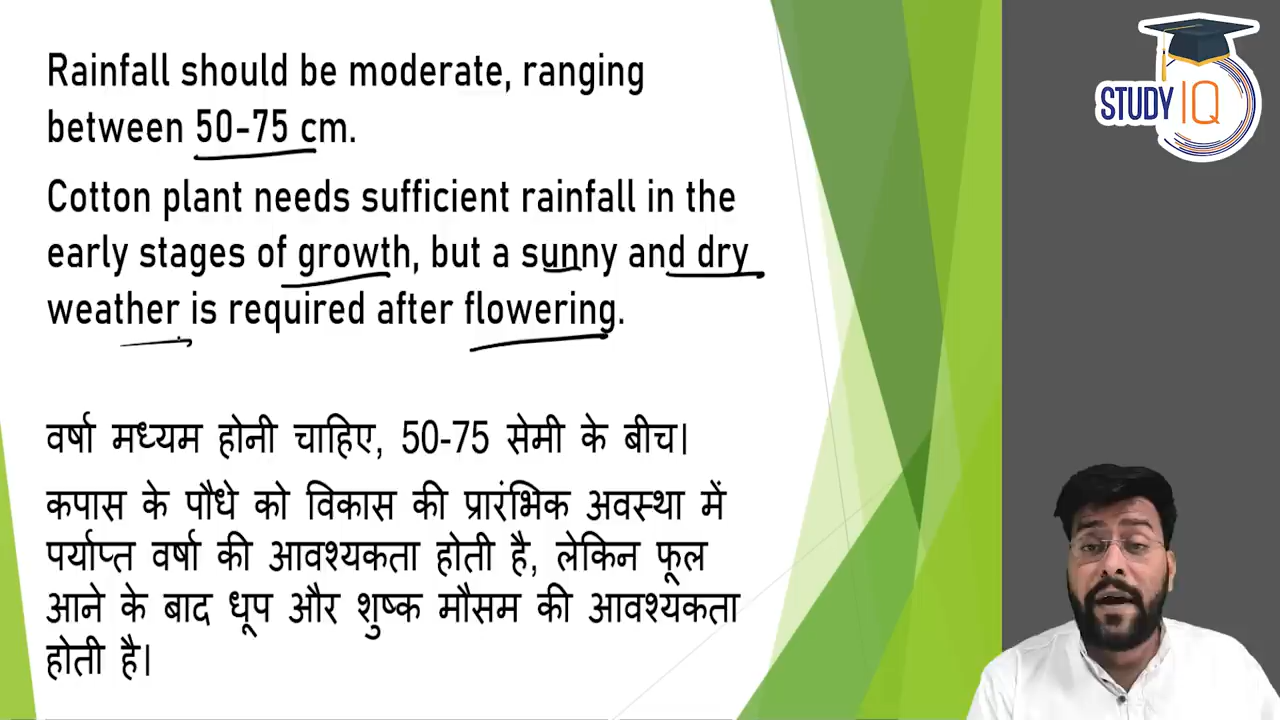 Rainfall should be moderate, ranging
between 50-75 cm.
Cotton plant needs sufficient rainfall in the
early stages of growth, but a sunny and dry
weather is required after flowering.
वर्षा मध्यम होनी चाहिए, 50-75 सेमी के बीच।
कपास के पौधे को विकास की प्रारंभिक अवस्था में
पर्याप्त वर्षा की आवश्यकता होती है, लेकिन फूल
आने के बाद धूप और शुष्क मौसम की आवश्यकता
होती है।
STUDY IQ